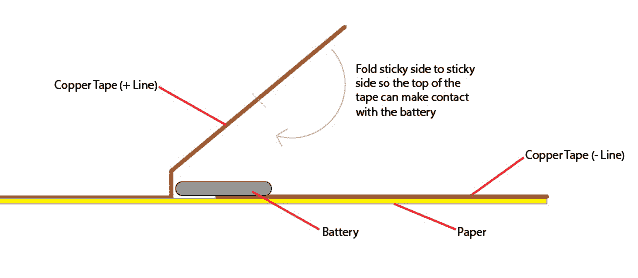 Fold sticky side to sticky
side so the top of the
tape can make contact
with the battery
Copper Tape (+ Line)
Copper Tape (- Line)
Battery
Paper